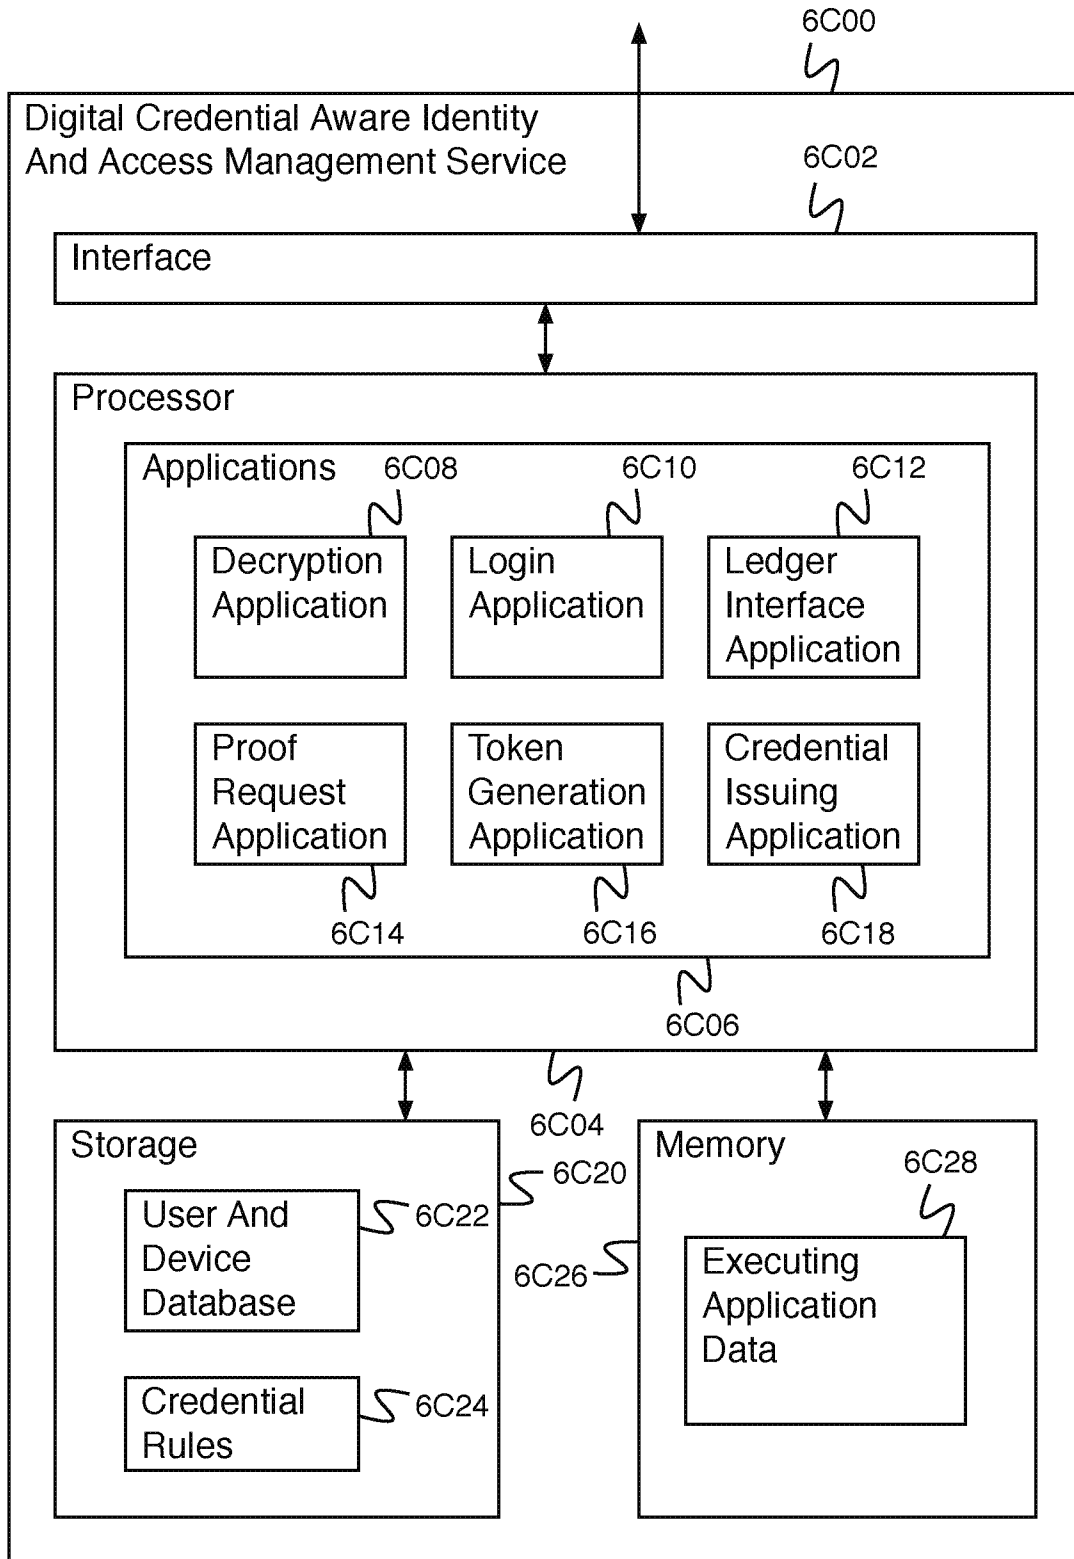 6C00
Digital Credential Aware Identity
And Access Management Service
6C02
Interface
Processor
Applications
6C08
6C10
6C12
Decryption
Application
Login
Application
Ledger
Interface
Application
Proof
Request
Application
Token
Generation
Application
Credential
Issuing
Application
6C14
6C16
6C18
6C06
6C04
Storage
6C20
User And
Device
Database
6C22
Credential
Rules
6C24
Memory
6C28
6C26
Executing
Application
Data